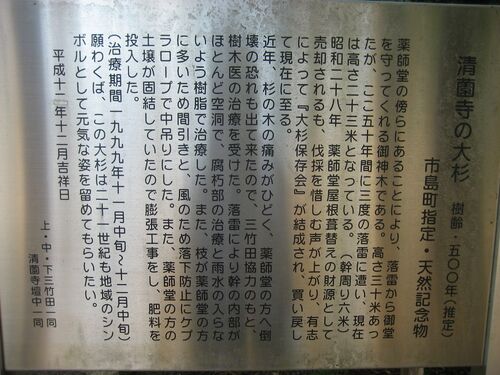 清薗寺の大杉　樹齢・五〇〇年(推定)
市島町指定・天然記念物
薬師堂の傍らにあることにより、落雷から御堂
を守ってくれる御神木である。高さ三十米あっ
たが、ここ五十年間に三度の落雷に遭い、現在
は高さ二十三米となっている。(幹周り六米)
昭和二十八年　薬師堂屋根葺替えの財源として
売却されるも　伐採を惜しむ声が上がり、有志
によって『大杉保存会』が結成され、買い戻し
て現在に至る。
近年、杉の木の痛みがひどく、薬師堂の方へ倒
壊の恐れも出て来たので、三竹田協力のもと、
樹木医の治療を受けた。落雷により幹の内部が
ほとんど空洞で、腐朽部の治療と雨水の入らな
いよう樹脂で治療した。また、枝が薬師堂の方
に多いため間引きと、風のため落下防止にケブ
ラロープで中吊りにした。また、薬師堂の方の
土壌が固結していたので膨張工事をし、肥料を
投入した。
(治療期間一九九九年十一月中旬〜十二月中旬)
願わくば、この大杉は二十一世紀も地域のシン
ボルとして元気な姿を留めてもらいたい。
平成十二年十二月吉祥日
上・中・下三竹田一同
清薗寺壇中一同